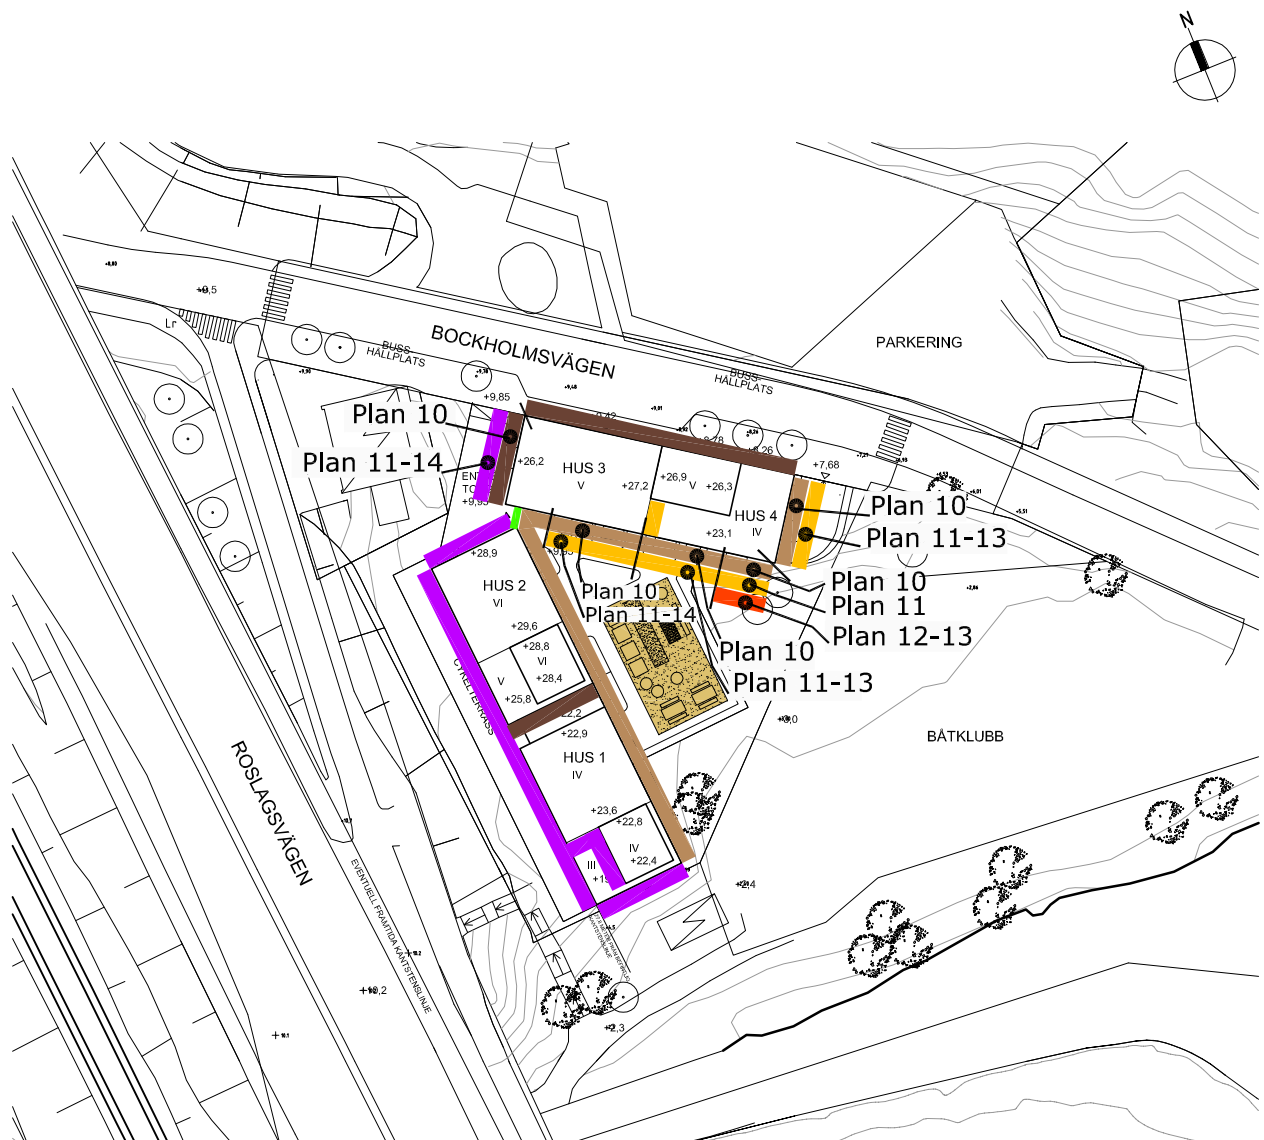 N
+9,5
Lr
BOCKHOLMSVÄGEN
BUSS
HÅLLPLATS
BUSS
HÅLLPLATS
PARKERING
+9,85
Plan 10
Plan 11-14
+7,68
+26,2
HUS 3
V
+27,2
+26,9
V
+26,3
HUS 4
IV
+23,1
Plan 10
Plan 11-13
+28,9
HUS 2
VI
+29,6
+28,8
VI
+28,4
V
+25,8
Plan 10
Plan 11-14
Plan 10
Plan 11
Plan 12-13
Plan 10
Plan 11-13
CYKELTERRASS
22,2
+22,9
HUS 1
IV
+23,6
+22,8
IV
+22,4
III
BÅTKLUBB
ROSLAGSVÄGEN
EVENTUELL FRAMTIDA KANTSTENSLINJE